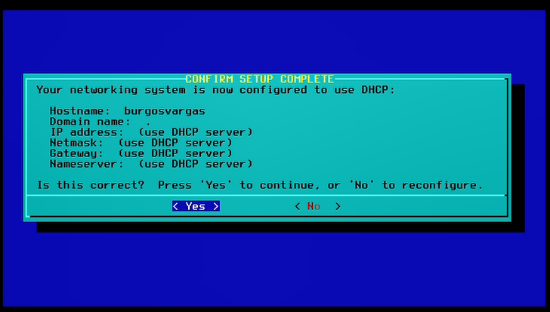 CONFIRM SETUP COMPLETE
Your networking system is now configured to use DHCP:
Hostname:  burgosvargas
Domain name:  .
IP address:  (use DHCP server)
Netmask:  (use DHCP server)
Gateway:  (use DHCP server)
Nameserver:  (use DHCP server)
Is this correct?  Press 'Yes' to continue, or 'No' to reconfigure.
< Yes > < No  >